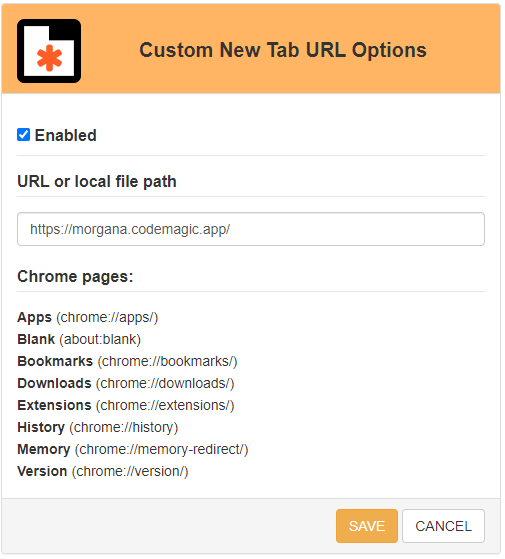 Custom New Tab URL Options
Enabled
URL or local file path
https://morgana.codemagic.app/
Chrome pages:
Apps (chrome://apps/)
Blank (about:blank)
Bookmarks (chrome://bookmarks/)
Downloads (chrome://downloads/)
Extensions (chrome://extensions/)
History (chrome://history)
Memory (chrome://memory-redirect/)
Version (chrome://version/)
SAVE CANCEL